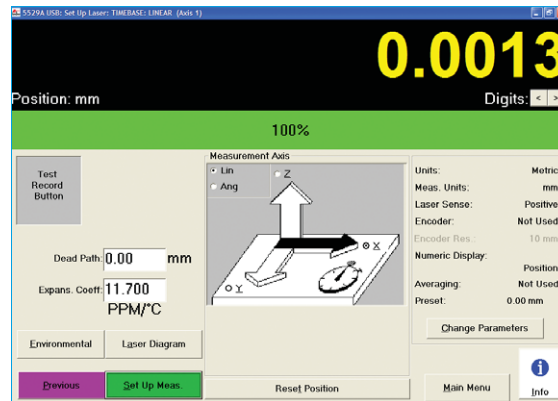 5529A USB: Set Up Laser: TIMEBASE: LINEAR (Axis 1)
0.0013
Position: mm
Digits: < >
100%
Test
Record
Button
Dead Path: 0.00 mm
Expans. Coeff: 11.700
PPM/°C
Environmental
Laser Diagram
Previous
Set Up Meas.
Measurement Axis
Lin
Ang
Z
X
Y
Reset Position
Units: Metric
Meas. Units: mm
Laser Sense: Positive
Encoder: Not Used
Encoder Res.: 10 mm
Numeric Display:
Position
Averaging: Not Used
Preset: 0.00 mm
Change Parameters
Main Menu
i
Info